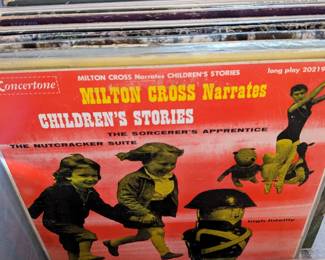 Concertone
MILTON CROSS Narrates CHILDREN'S STORIES
long play 20219
MILTON CROSS Narrates
CHILDREN'S STORIES
THE SORCERER'S APPRENTICE
THE NUTCRACKER SUITE
high-fidelity